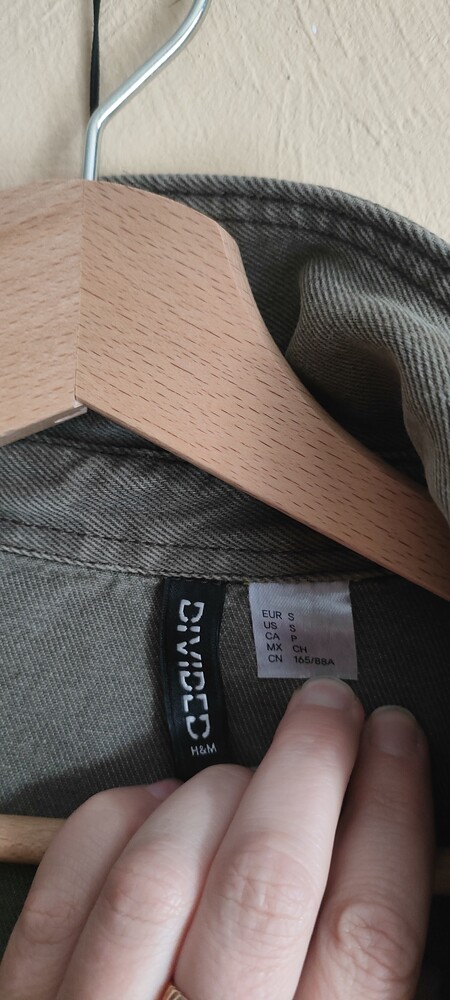 DIVIDED
H&M
EUR S
US S
CA P
MX CH
CN 165/88A